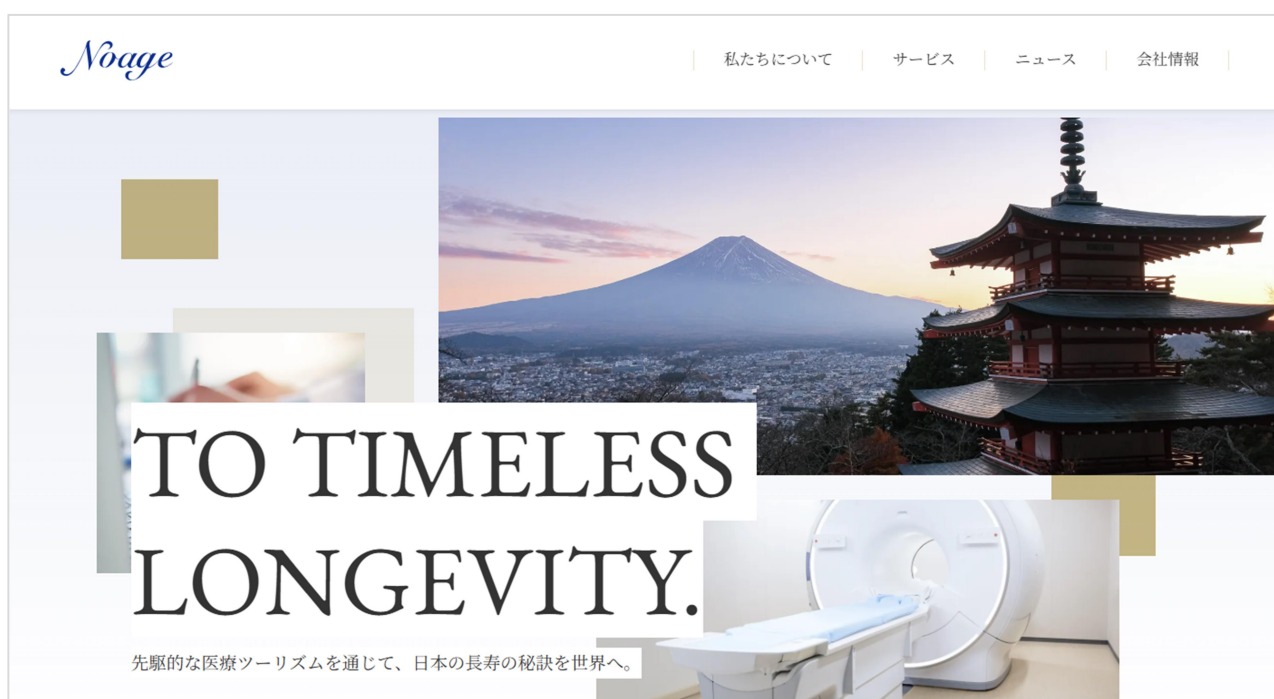 Noage
私たちについて
サービス
ニュース
会社情報
TO TIMELESS
LONGEVITY.
先駆的な医療ツーリズムを通じて、日本の長寿の秘訣を世界へ。